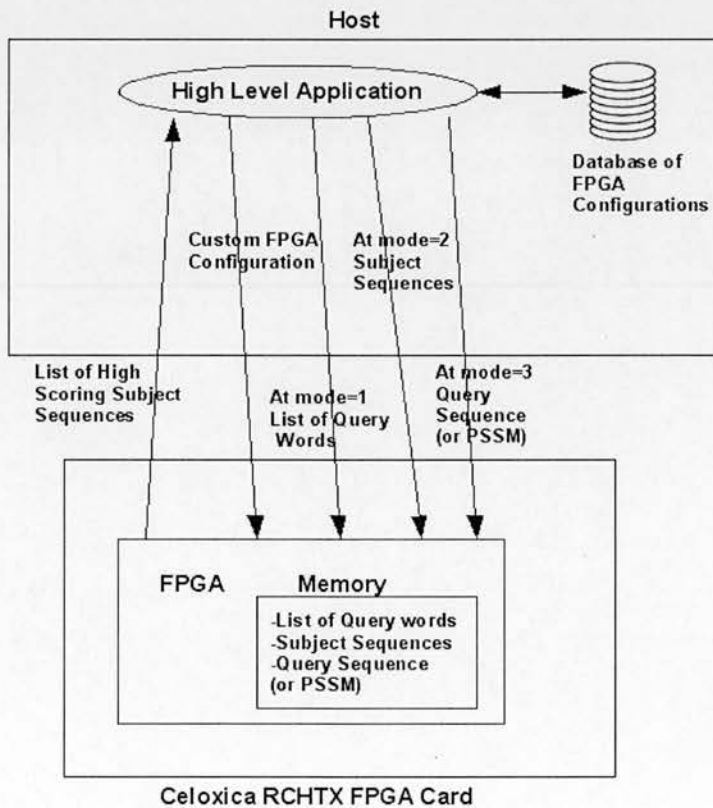 Host
High Level Application
Database of
FPGA
Configurations
Custom FPGA
Configuration
At mode=2
Subject
Sequences
List of High
Scoring Subject
Sequences
At mode=1
List of Query
Words
At mode=3
Query
Sequence
(or PSSM)
FPGA
Memory
-List of Query words
-Subject Sequences
-Query Sequence
(or PSSM)
Celoxica RCHTX FPGA Card